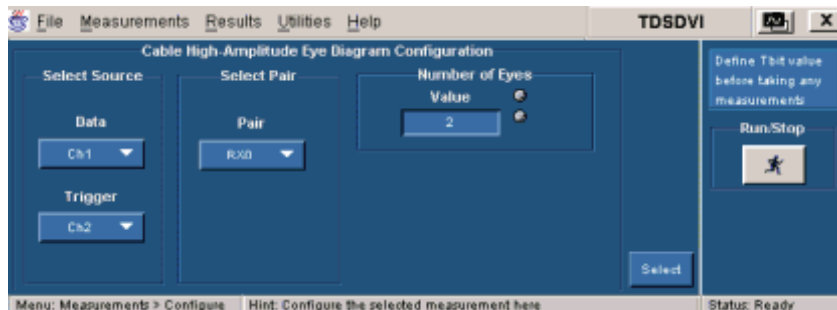 File Measurements Results Utilities Help TDSDVI X
Cable High-Amplitude Eye Diagram Configuration
Select Source
Data
Ch1
Trigger
Ch2
Select Pair
Pair
RX0
Number of Eyes
Value
2
Select
Define Tbit value
before taking any
measurements
Run/Stop
Menu: Measurements > Configure
Hint: Configure the selected measurement here
Status: Ready